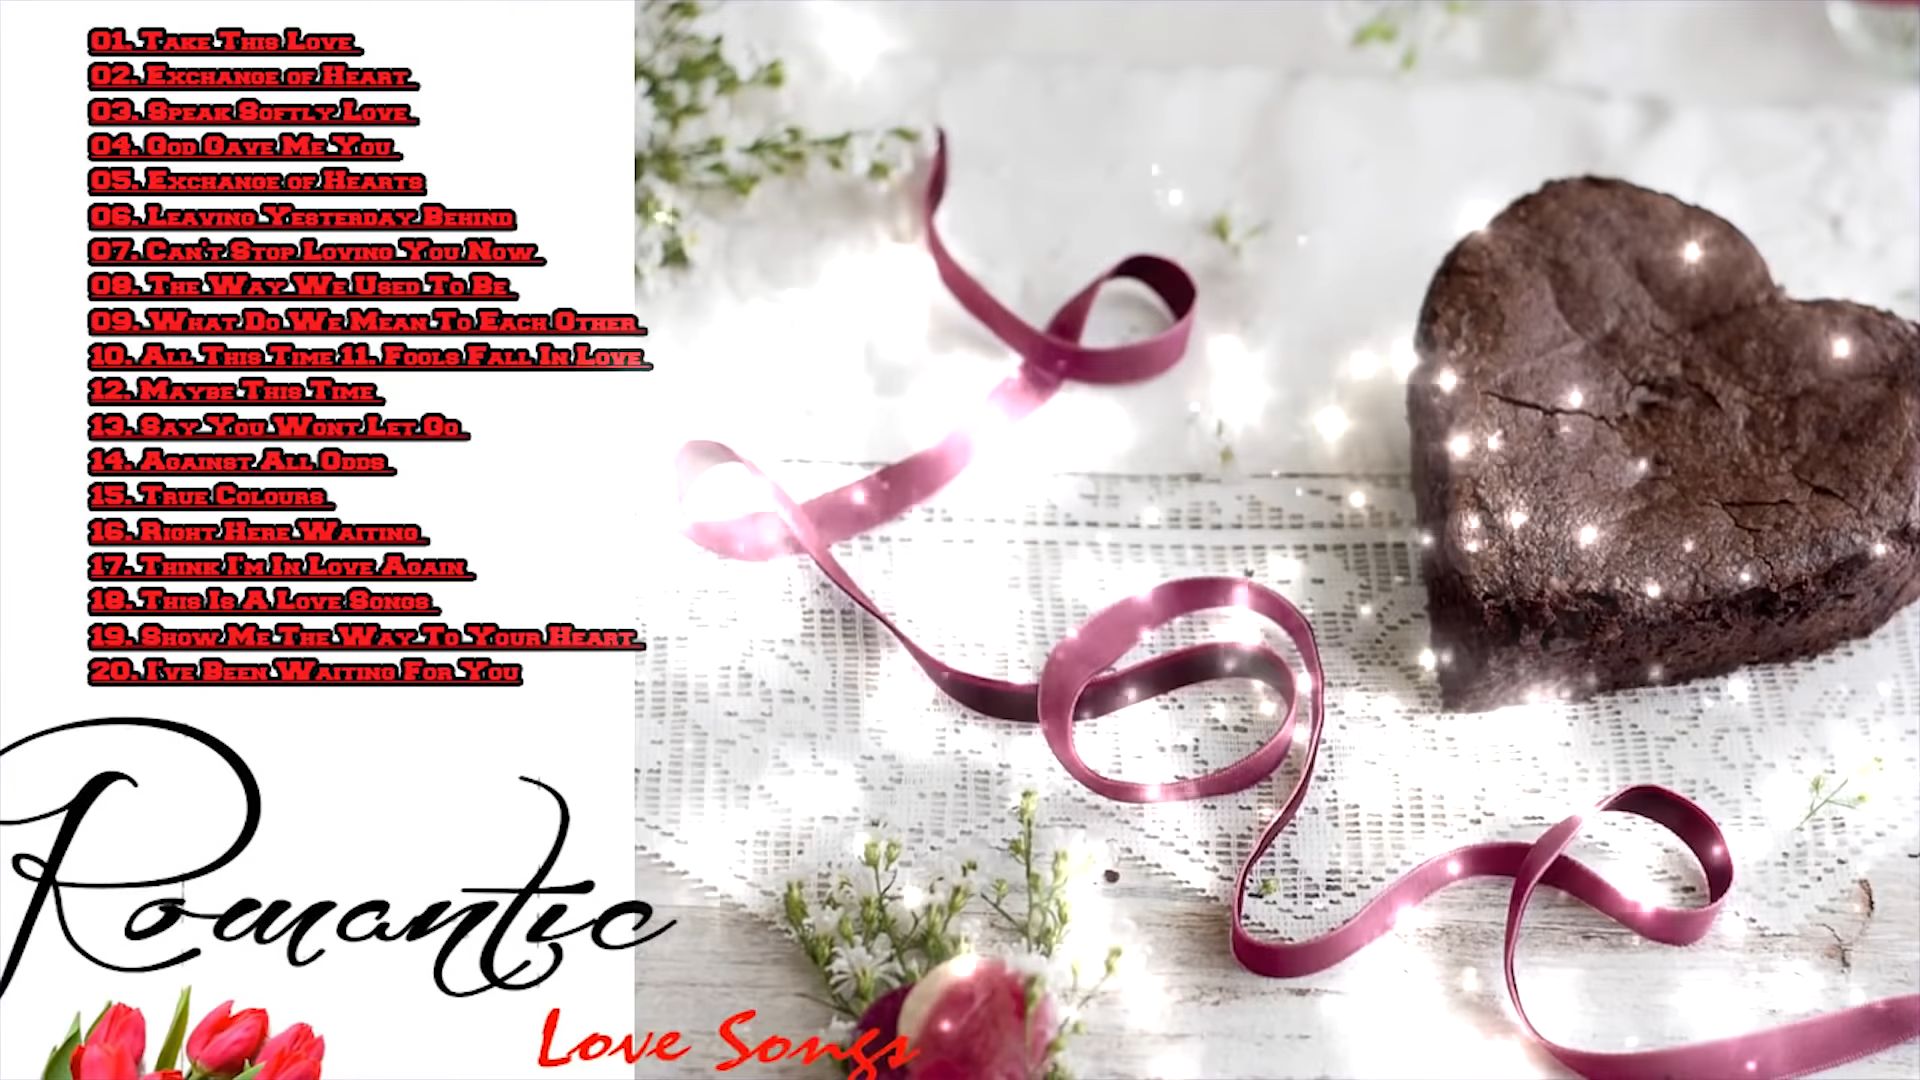 01. Take This Love
02. Exchange of Heart
03. Speak Softly Love
04. God Gave Me You
05. Exchange of Hearts
06. Leaving Yesterday Behind
07. Can't Stop Loving You Now
08. The Way We Used To Be
09. What Do We Mean To Each Other
10. All This Time 11. Fools Fall In Love
12. Maybe This Time
13. Say You Wont Let Go
14. Against All Odds
15. True Colours
16. Right Here Waiting
17. Think I'm In Love Again
18. This Is A Love Songs
19. Show Me The Way To Your Heart
20. I've Been Waiting For You
Romantic
Love Songs